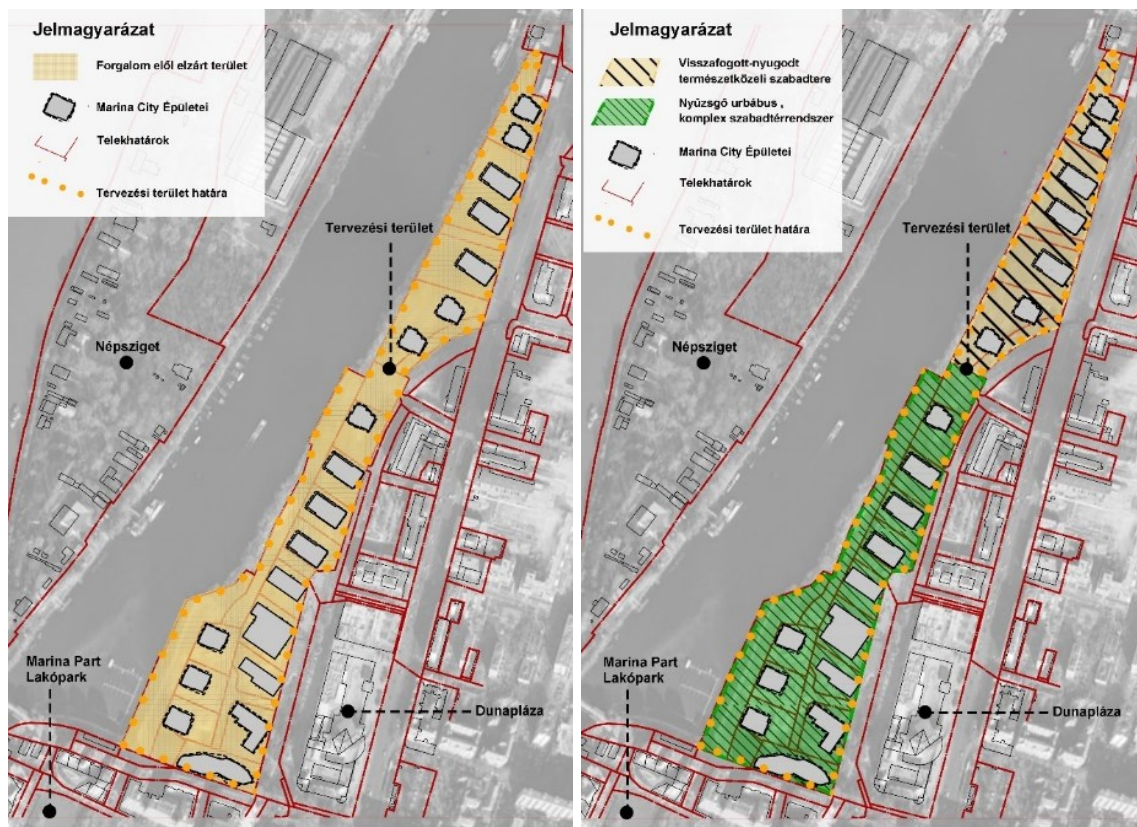 Jelmagyarázat
Forgalom elől elzárt terület
Marina City Épületei
Telekhatárok
Tervezési terület határa
Tervezési terület
Népsziget
Marina Part
Lakópark
Dunapláza
Jelmagyarázat
Visszafogott-nyugodt
természetközeli szabadtere
Nyüzsgő urbábus ,
komplex szabadtérrendszer
Marina City Épületei
Telekhatárok
Tervezési terület határa
Tervezési terület
Népsziget
Marina Part
Lakópark
Dunapláza